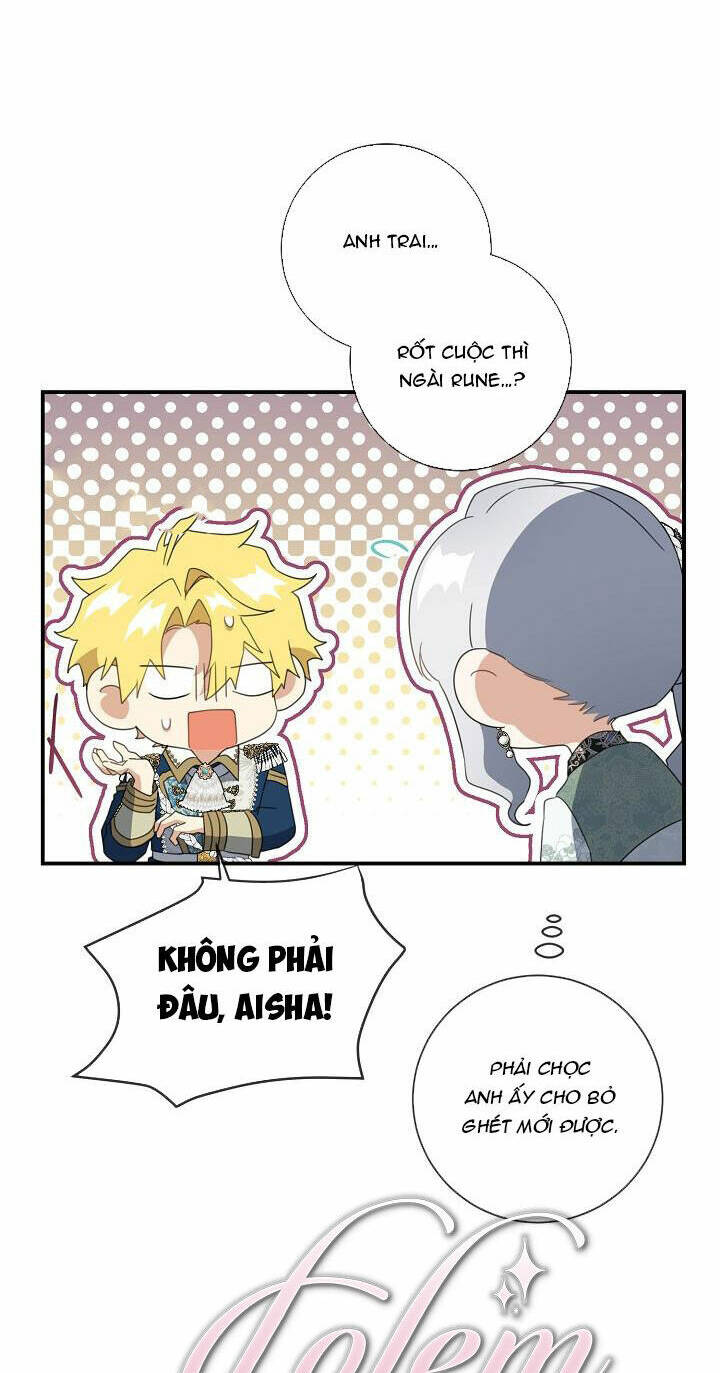 ANH TRAI...
RỐT CUỘC THÌ
NGÀI RUNE...?
KHÔNG PHẢI
ĐÂU, AISHA!
PHẢI CHỌC
ANH ẤY CHO BỎ
GHÉT MỚI ĐƯỢC.